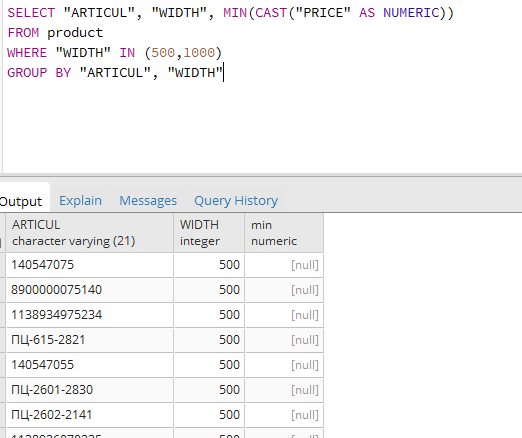 SELECT "ARTICUL", "WIDTH", MIN(CAST("PRICE" AS NUMERIC))
FROM product
WHERE "WIDTH" IN (500,1000)
GROUP BY "ARTICUL", "WIDTH"
Output Explain Messages Query History
ARTICUL WIDTH min
character varying (21) integer numeric
140547075 500 [null]
8900000075140 500 [null]
1138934975234 500 [null]
ПЦ-615-2821 500 [null]
140547055 500 [null]
ПЦ-2601-2830 500 [null]
ПЦ-2602-2141 500 [null]